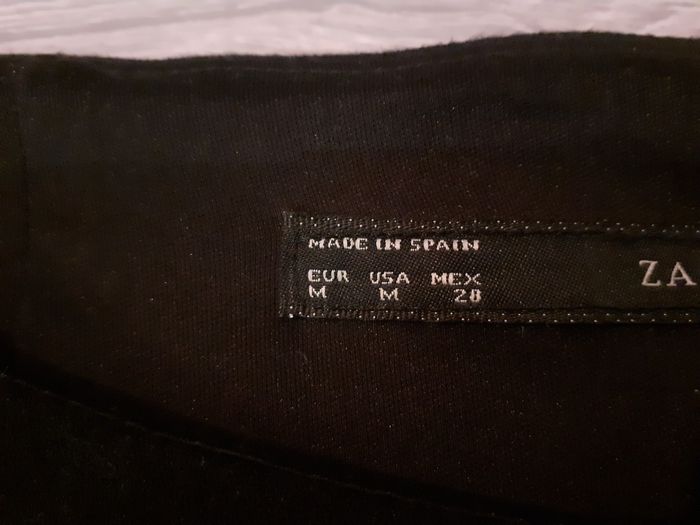 MADE IN SPAIN
EUR USA MEX
M M 28
ZA